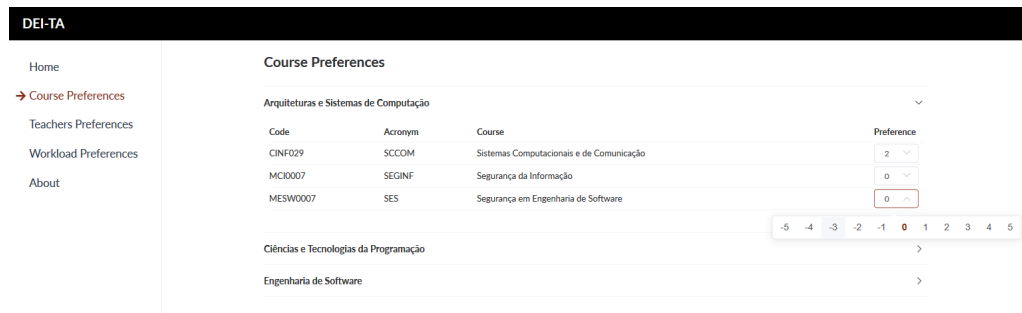 DEI-TA
Home
Course Preferences
Teachers Preferences
Workload Preferences
About
Course Preferences
Arquiteturas e Sistemas de Computação
Code Acronym Course Preference
CINF029 SCCOM Sistemas Computacionais e de Comunicação 2
MCI0007 SEGINF Segurança da Informação 0
MESW0007 SES Segurança em Engenharia de Software 0
-5 -4 -3 -2 -1 0 1 2 3 4 5
Ciências e Tecnologias da Programação
Engenharia de Software